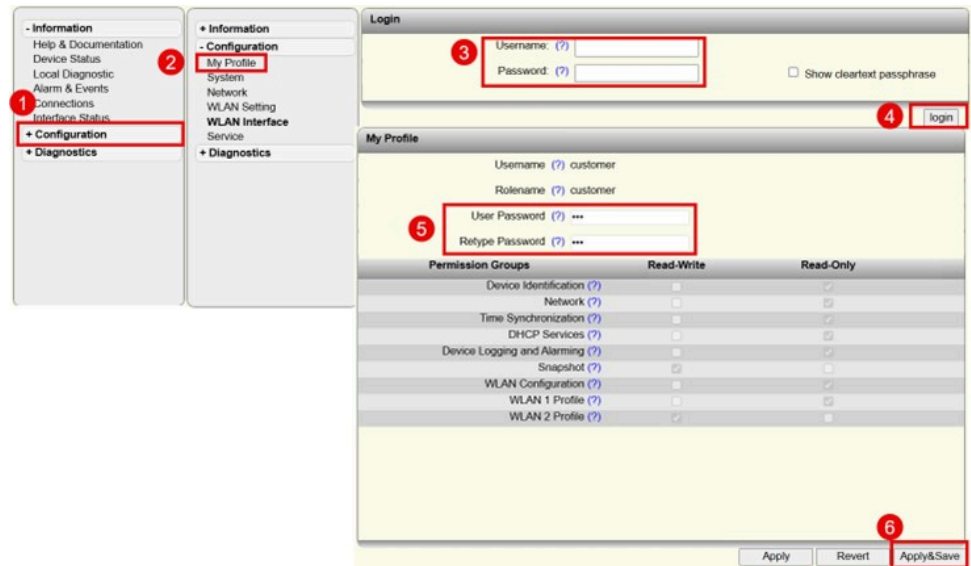 - Information
Help & Documentation
Device Status
Local Diagnostic
Alarm & Events
1
Connections
Interface Status
+ Configuration
+ Diagnostics
+ Information
- Configuration
2
My Profile
System
Network
WLAN Setting
WLAN Interface
Service
+ Diagnostics
Login
3
Username: (?)
Password: (?)
Show cleartext passphrase
4
login
My Profile
Username (?) customer
Rolename (?) customer
5
User Password (?) •••
Retype Password (?) •••
Permission Groups Read-Write Read-Only
Device Identification (?)
Network (?)
Time Synchronization (?)
DHCP Services (?)
Device Logging and Alarming (?)
Snapshot (?)
WLAN Configuration (?)
WLAN 1 Profile (?)
WLAN 2 Profile (?)
6
Apply Revert Apply&Save